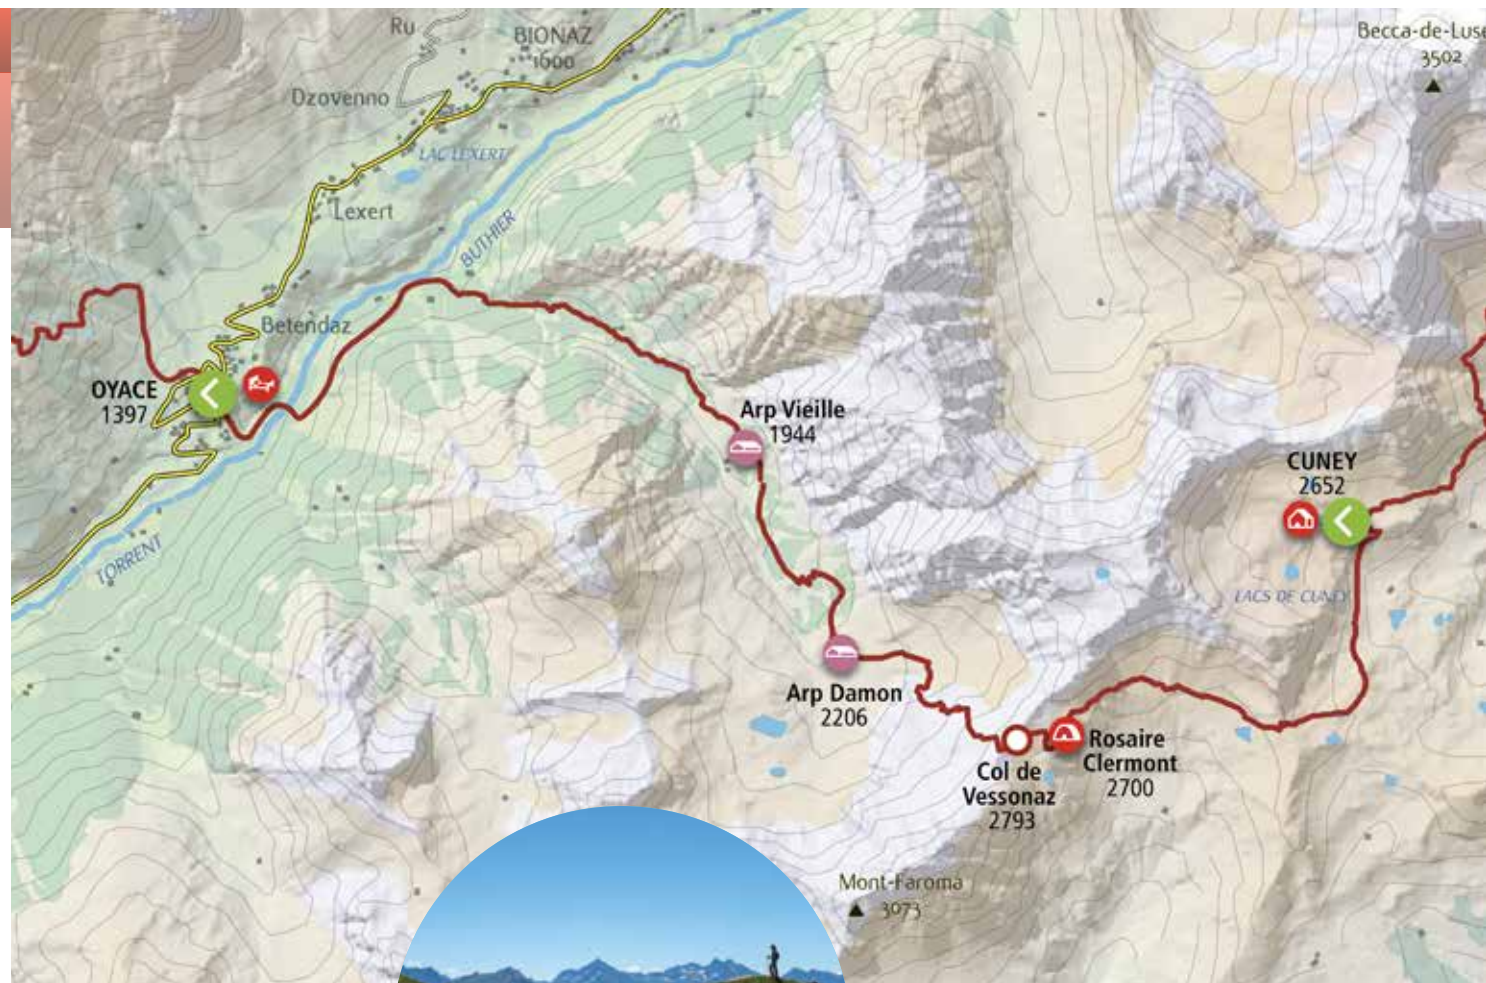 Ru
BIONAZ
1600
Becca-de-Luse
3502
Dzovenno
LAC LEXERT
Lexert
BUTHIER
Betendaz
OYACE
1397
Arp Vieille
1944
CUNEY
2652
TORRENT
LACS DE CUNEY
Arp Damon
2206
Rosaire
Clermont
2700
Col de
Vessonaz
2793
Mont-Faroma
3073